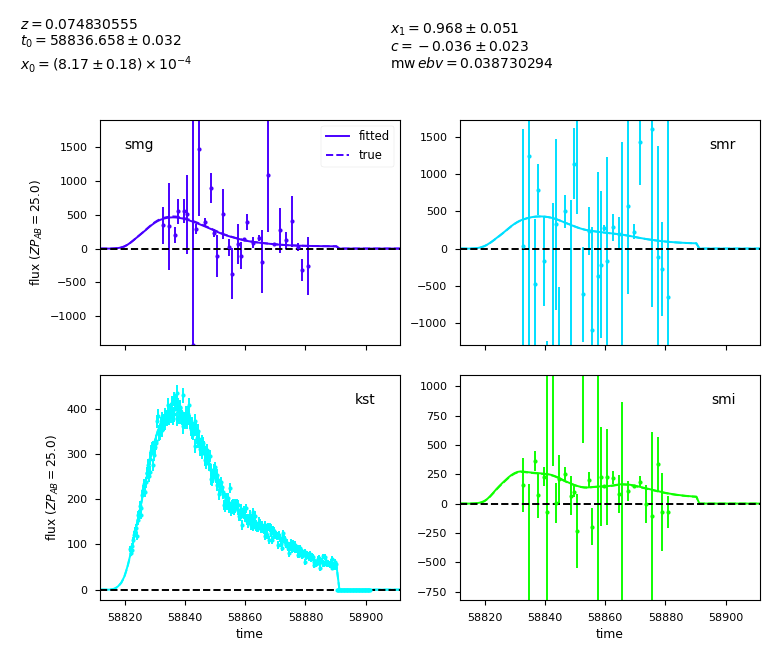 z = 0.074830555
t₀ = 58836.658 ± 0.032
x₀ = (8.17 ± 0.18) × 10⁻⁴
x₁ = 0.968 ± 0.051
c = −0.036 ± 0.023
mw ebv = 0.038730294
smg
fitted
true
1500
1000
500
0
−500
−1000
flux (ZP_AB = 25.0)
smr
1500
1000
500
0
−500
−1000
kst
400
300
200
100
0
flux (ZP_AB = 25.0)
58820 58840 58860 58880 58900
time
smi
1000
750
500
250
0
−250
−500
−750
58820 58840 58860 58880 58900
time